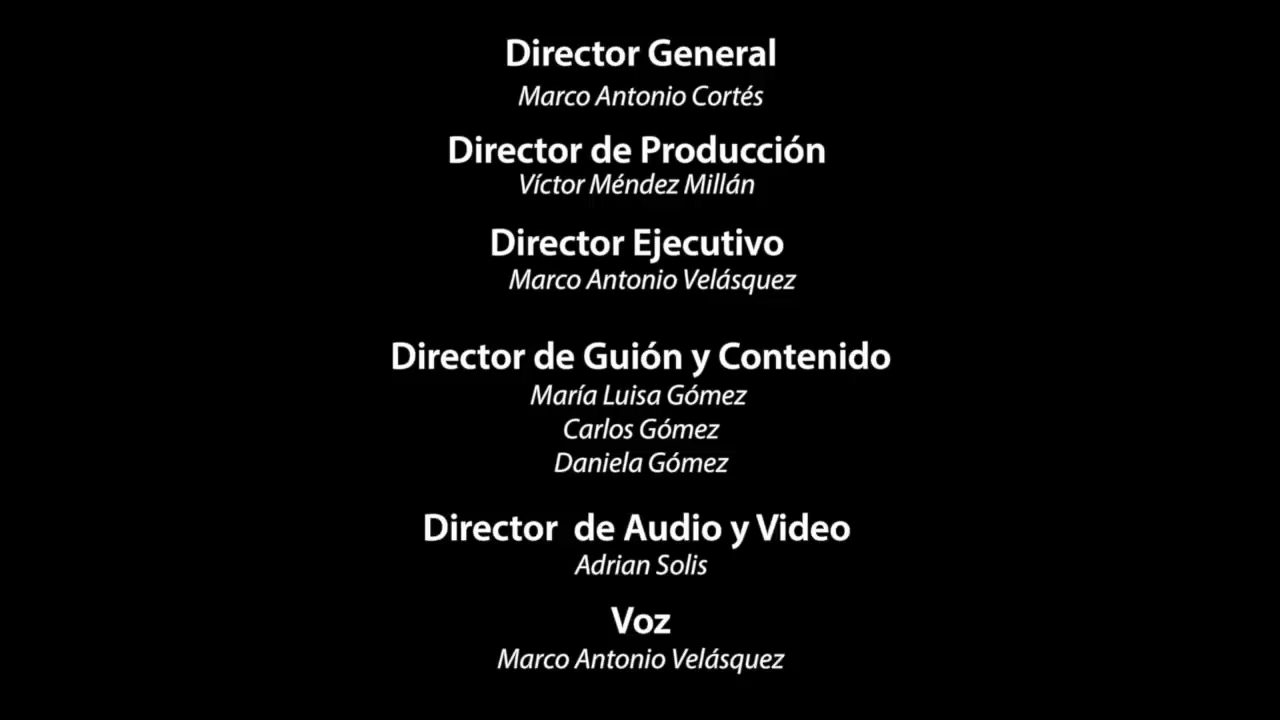 Director General
Marco Antonio Cortés
Director de Producción
Víctor Méndez Millán
Director Ejecutivo
Marco Antonio Velásquez
Director de Guión y Contenido
María Luisa Gómez
Carlos Gómez
Daniela Gómez
Director  de Audio y Video
Adrian Solis
Voz
Marco Antonio Velásquez